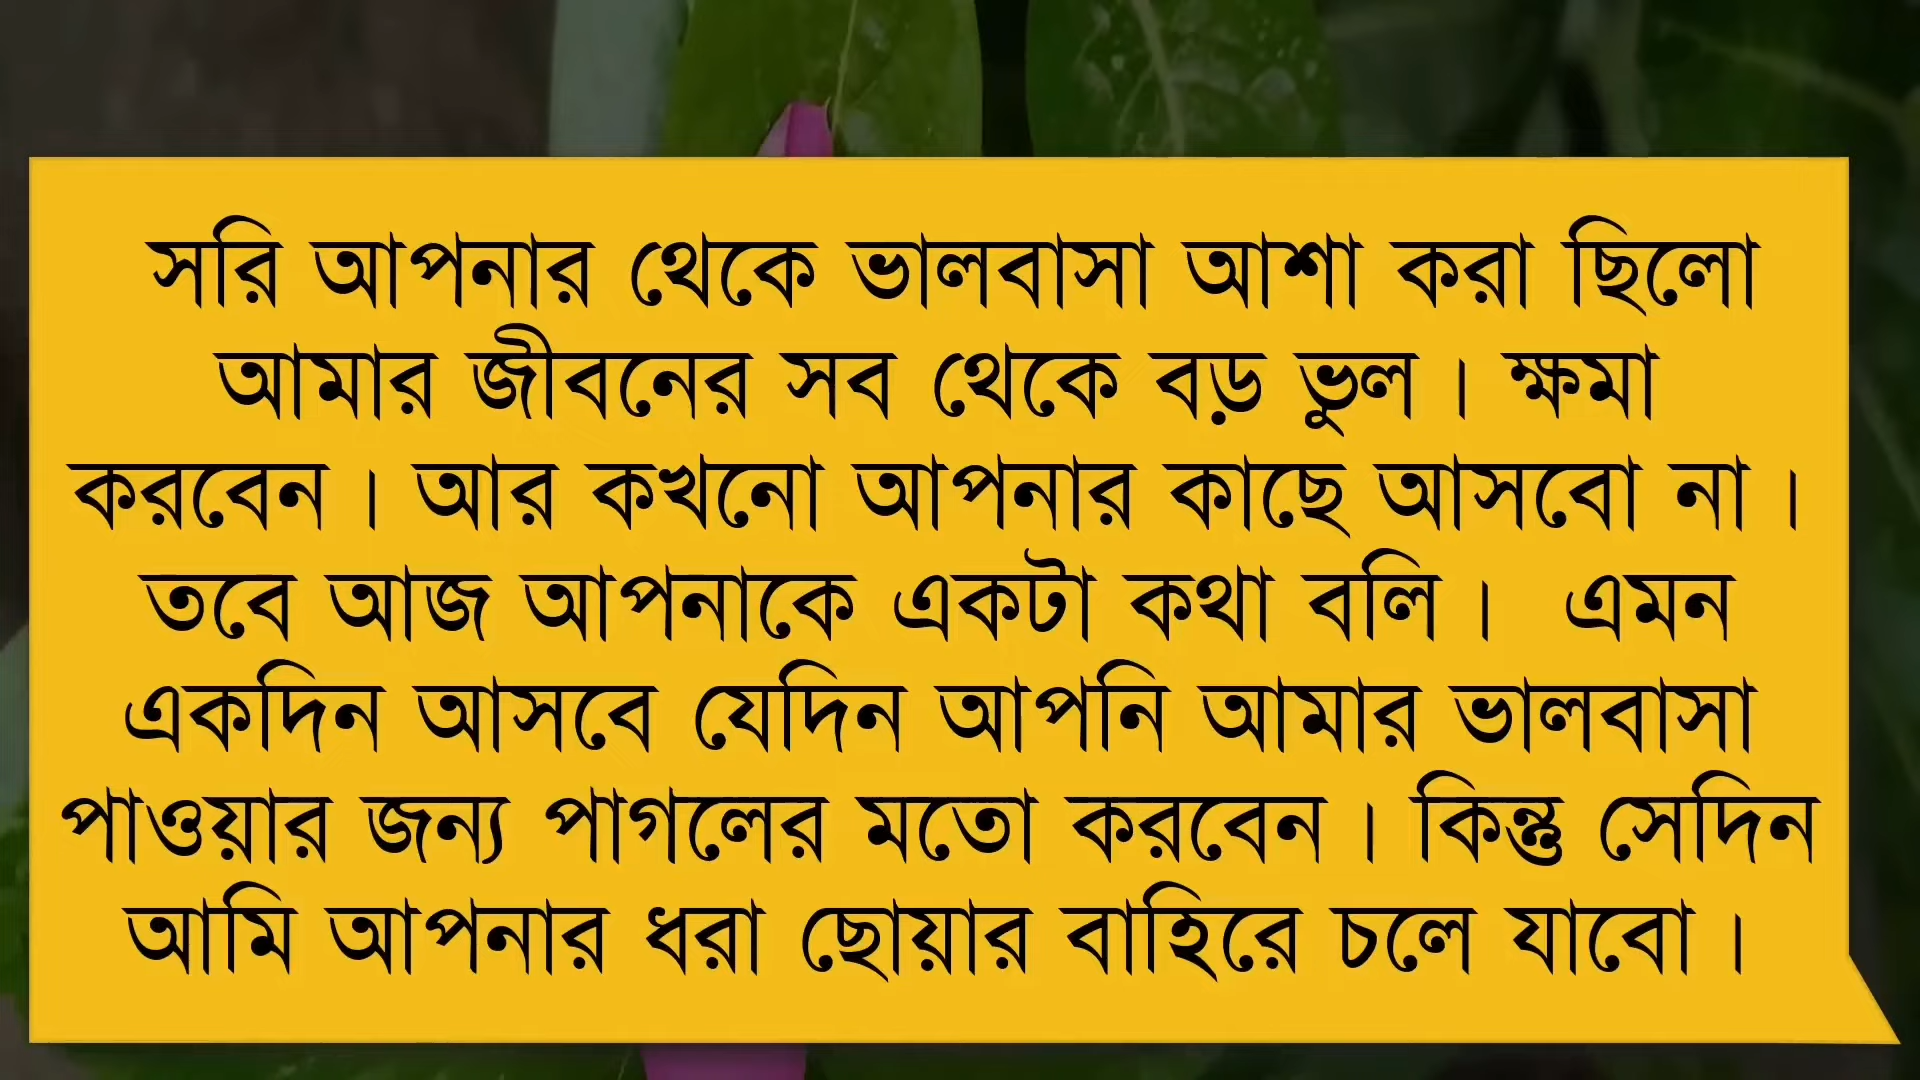 সরি আপনার থেকে ভালবাসা আশা করা ছিলো
আমার জীবনের সব থেকে বড় ভুল। ক্ষমা
করবেন। আর কখনো আপনার কাছে আসবো না।
তবে আজ আপনাকে একটা কথা বলি। এমন
একদিন আসবে যেদিন আপনি আমার ভালবাসা
পাওয়ার জন্য পাগলের মতো করবেন। কিন্তু সেদিন
আমি আপনার ধরা ছোয়ার বাহিরে চলে যাবো।